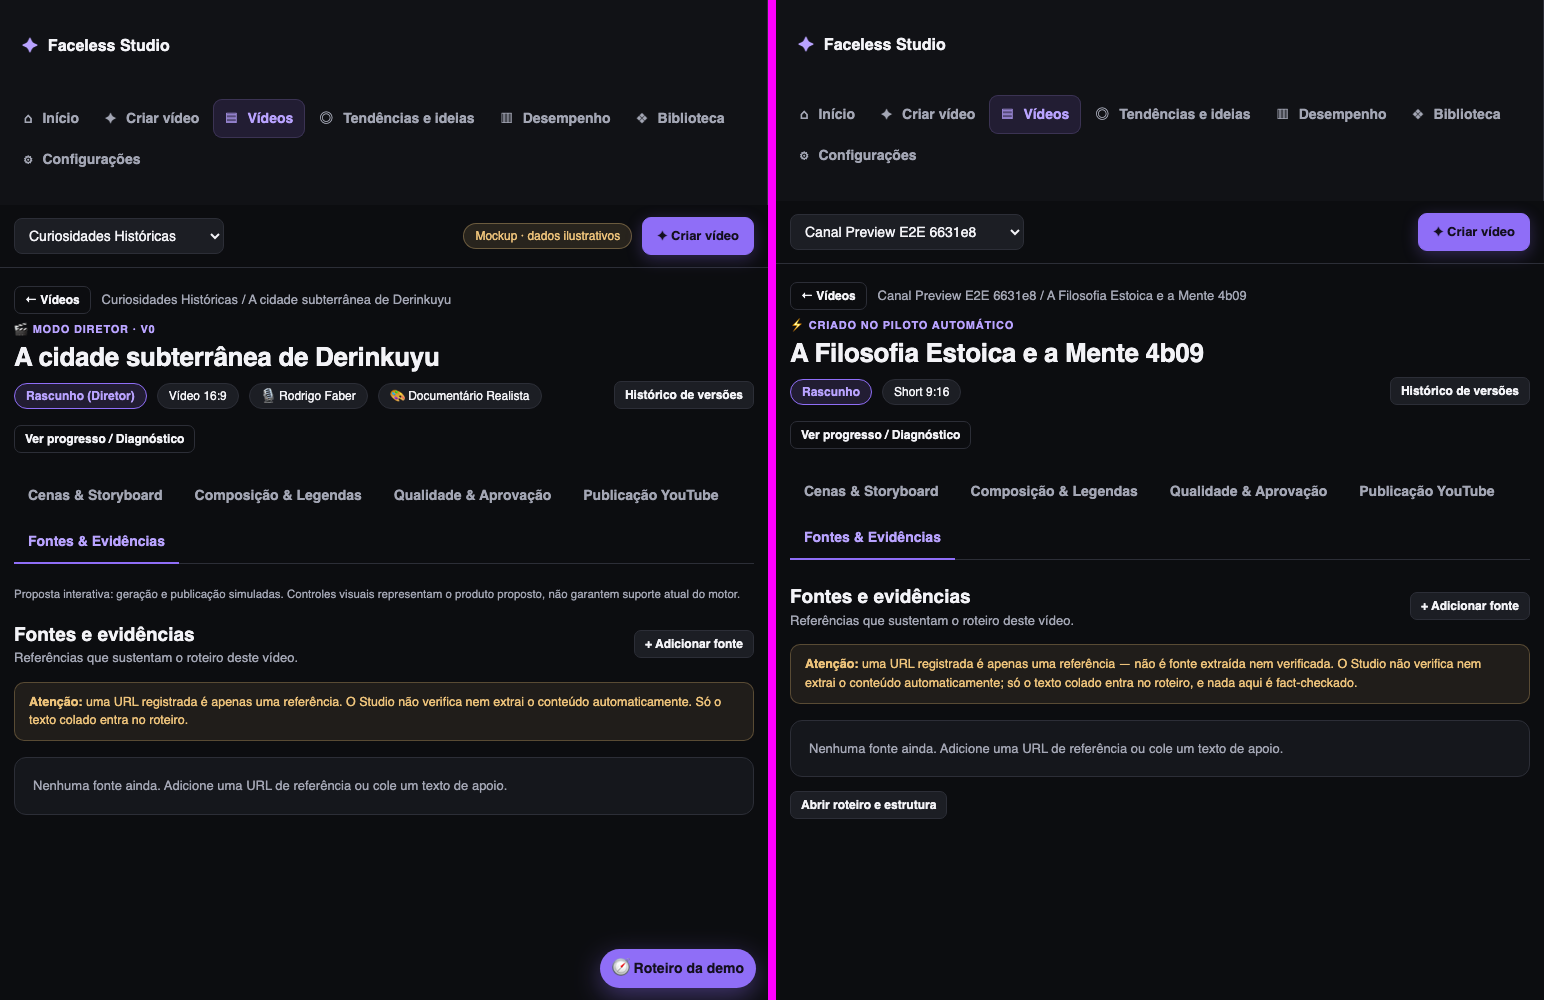 Faceless Studio
Início
Criar vídeo
Vídeos
Tendências e ideias
Desempenho
Biblioteca
Configurações
Curiosidades Históricas
Mockup · dados ilustrativos
✦ Criar vídeo
← Vídeos
Curiosidades Históricas / A cidade subterrânea de Derinkuyu
🎬 MODO DIRETOR · V0
A cidade subterrânea de Derinkuyu
Rascunho (Diretor)
Vídeo 16:9
🎙️ Rodrigo Faber
🎨 Documentário Realista
Histórico de versões
Ver progresso / Diagnóstico
Cenas & Storyboard
Composição & Legendas
Qualidade & Aprovação
Publicação YouTube
Fontes & Evidências
Proposta interativa: geração e publicação simuladas. Controles visuais representam o produto proposto, não garantem suporte atual do motor.
Fontes e evidências
Referências que sustentam o roteiro deste vídeo.
+ Adicionar fonte
Atenção: uma URL registrada é apenas uma referência. O Studio não verifica nem extrai o conteúdo automaticamente. Só o
texto colado entra no roteiro.
Nenhuma fonte ainda. Adicione uma URL de referência ou cole um texto de apoio.
🧭 Roteiro da demo
Faceless Studio
Início
Criar vídeo
Vídeos
Tendências e ideias
Desempenho
Biblioteca
Configurações
Canal Preview E2E 6631e8
✦ Criar vídeo
← Vídeos
Canal Preview E2E 6631e8 / A Filosofia Estoica e a Mente 4b09
⚡ CRIADO NO PILOTO AUTOMÁTICO
A Filosofia Estoica e a Mente 4b09
Rascunho
Short 9:16
Histórico de versões
Ver progresso / Diagnóstico
Cenas & Storyboard
Composição & Legendas
Qualidade & Aprovação
Publicação YouTube
Fontes & Evidências
Fontes e evidências
Referências que sustentam o roteiro deste vídeo.
+ Adicionar fonte
Atenção: uma URL registrada é apenas uma referência — não é fonte extraída nem verificada. O Studio não verifica nem
extrai o conteúdo automaticamente; só o texto colado entra no roteiro, e nada aqui é fact-checkado.
Nenhuma fonte ainda. Adicione uma URL de referência ou cole um texto de apoio.
Abrir roteiro e estrutura